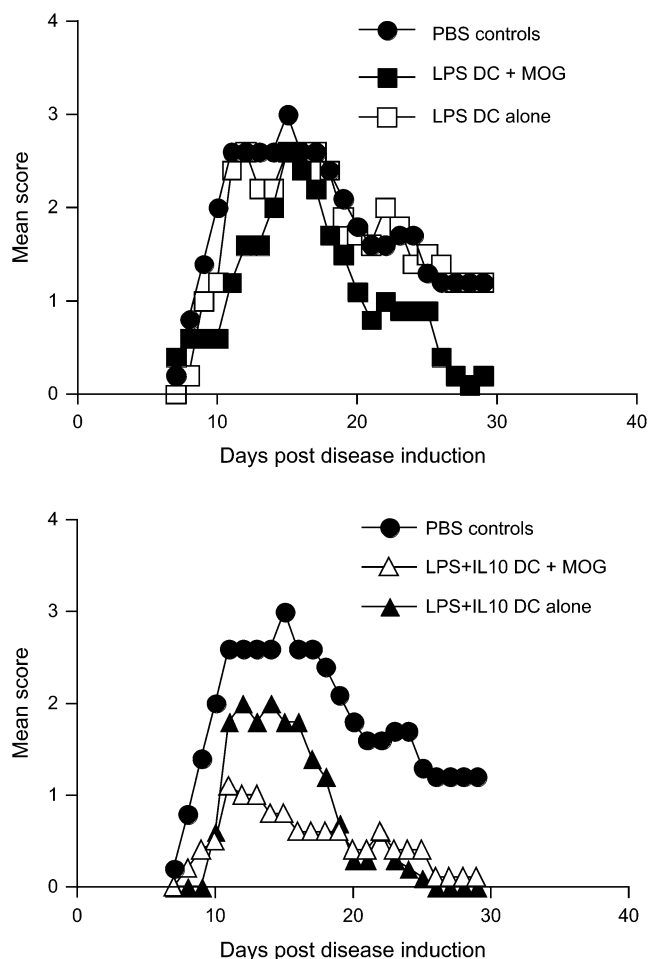 4
PBS controls
LPS DC + MOG
3
LPS DC alone
Mean score
2
1
0
0 10 20 30 40
Days post disease induction
4
PBS controls
LPS+IL10 DC + MOG
LPS+IL10 DC alone
3
Mean score
2
1
0
0 10 20 30 40
Days post disease induction